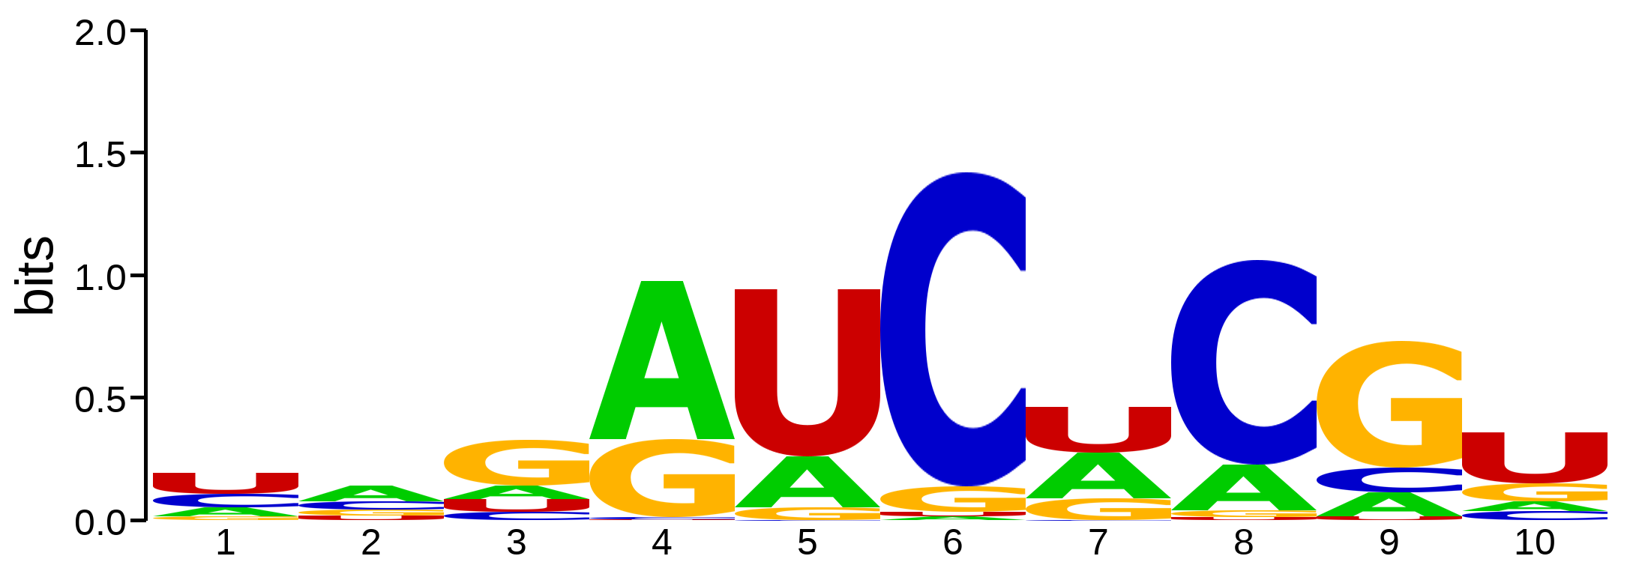 bits
2.0
1.5
1.0
0.5
0.0
U A G A U C U C G U
C C A G A G A A C G
A G U C G U G G A A
G U C C A C U U C
1 2 3 4 5 6 7 8 9 10